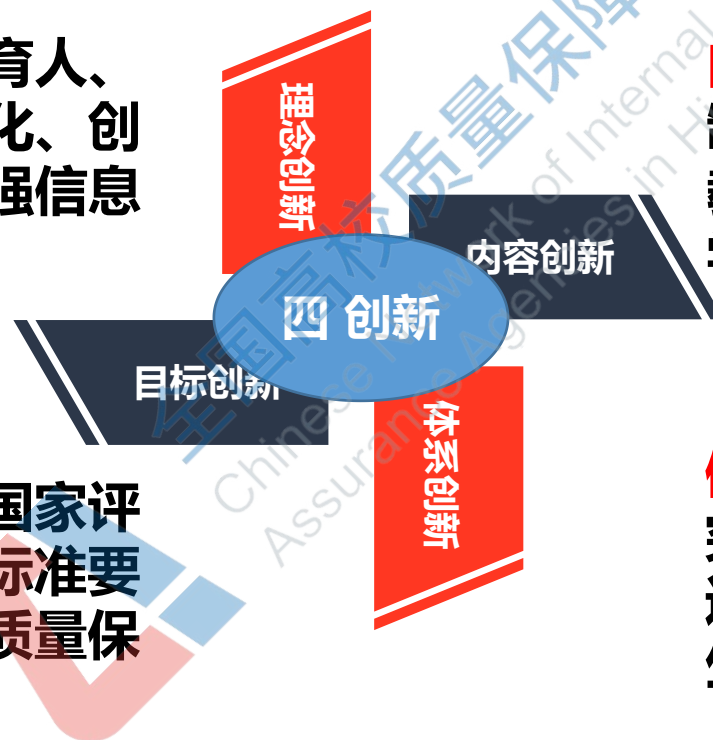 育人、
化、创
强信息
理念创新
内容创新
四 创新
目标创新
体系创新
国家评
标准要
质量保
全国高校质量保障
Chinese Network of Internal
Assurance Agencies in Hi